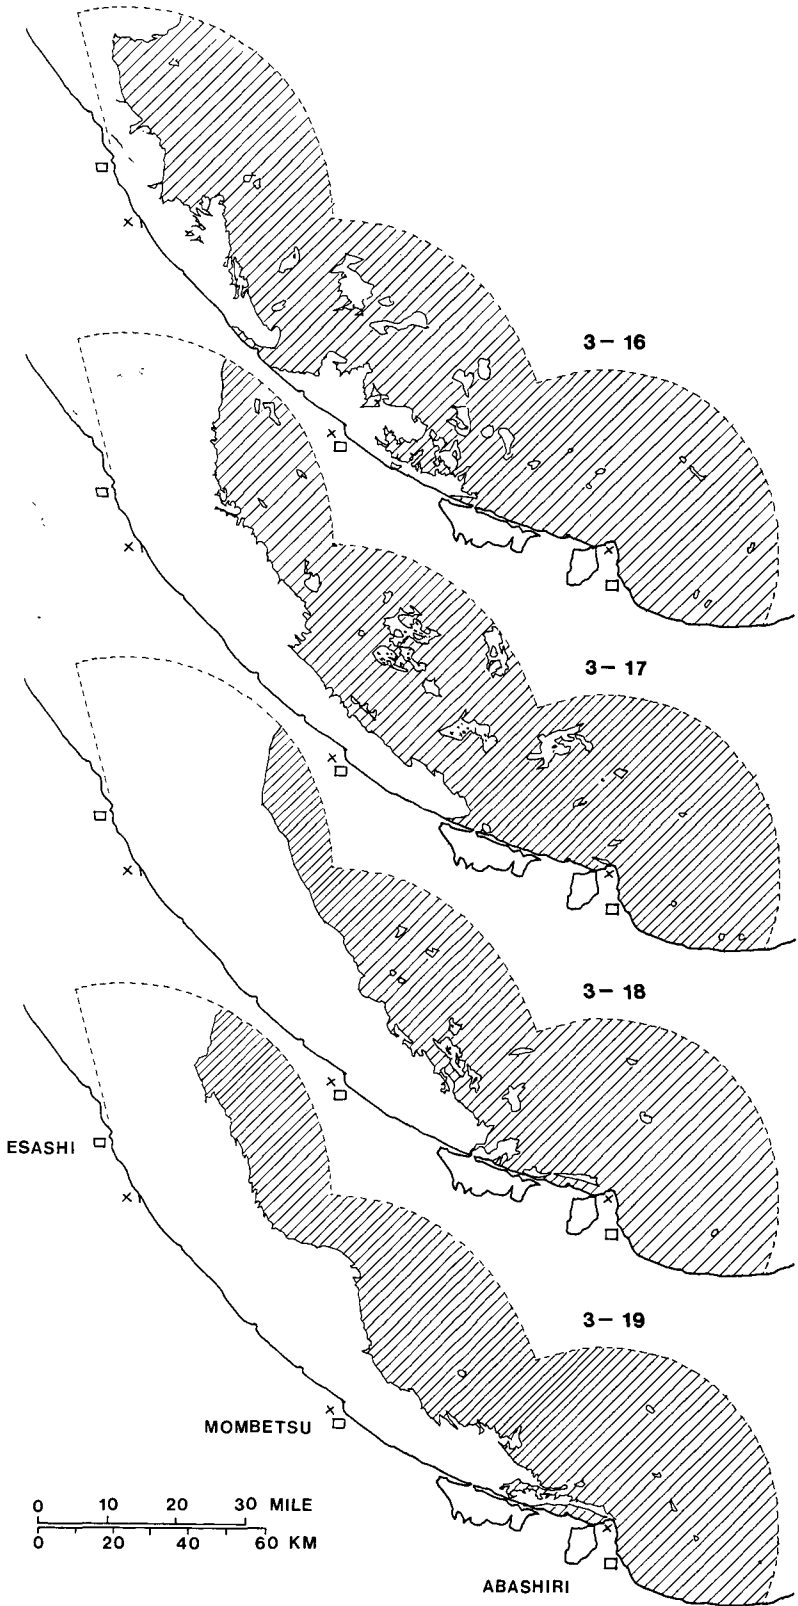 3 – 16
3 – 17
3 – 18
ESASHI
3 – 19
MOMBETSU
0 10 20 30 MILE
0 20 40 60 KM
ABASHIRI